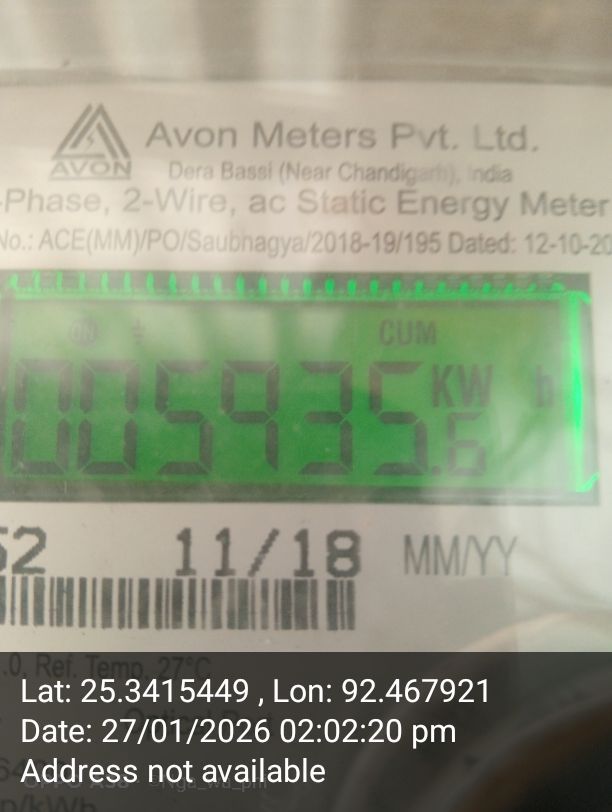 AVON
Avon Meters Pvt. Ltd.
Dera Bassi (Near Chandigarh), India
-Phase, 2-Wire, ac Static Energy Meter
No.: ACE(MM)/PO/Saubhagya/2018-19/195 Dated: 12-10-20
ON CUM
005935.6 KW h
52 11/18 MM/YY
.0, Ref. Temp. 27°C
Lat: 25.3415449 , Lon: 92.467921
Date: 27/01/2026 02:02:20 pm
Address not available
p/kWh